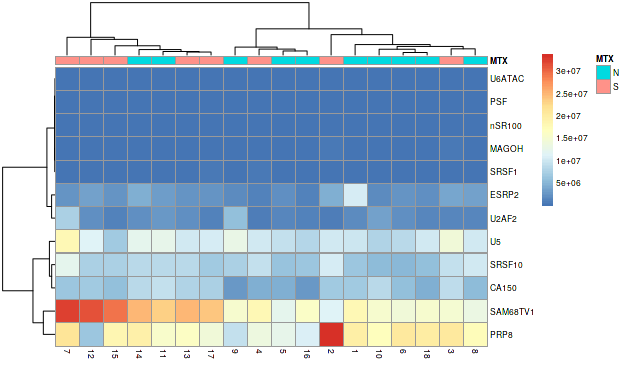 MTX
U6ATAC
PSF
nSR100
MAGOH
SRSF1
ESRP2
U2AF2
U5
SRSF10
CA150
SAM68TV1
PRP8
7 12 15 14 11 13 17 9 4 5 16 2 1 10 6 18 3 8
3e+07
2.5e+07
2e+07
1.5e+07
1e+07
5e+06
MTX
N
S